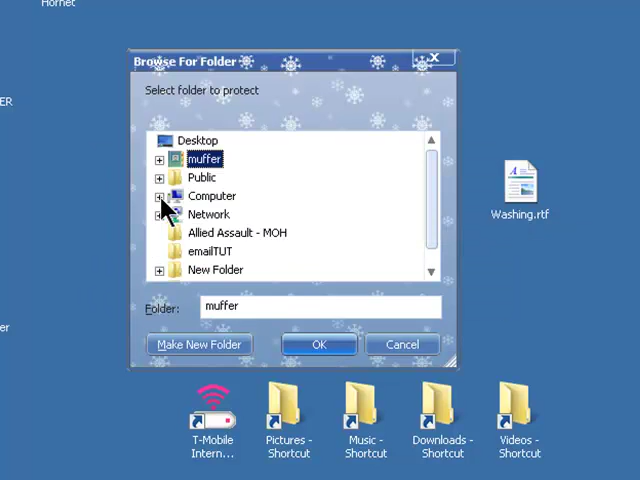 Hornet
Browse For Folder
X
Select folder to protect
Desktop
muffer
Public
Computer
Network
Allied Assault - MOH
emailTUT
New Folder
Folder:
muffer
Make New Folder
OK
Cancel
ER
Washing.rtf
er
T-Mobile
Intern...
Pictures -
Shortcut
Music -
Shortcut
Downloads -
Shortcut
Videos -
Shortcut